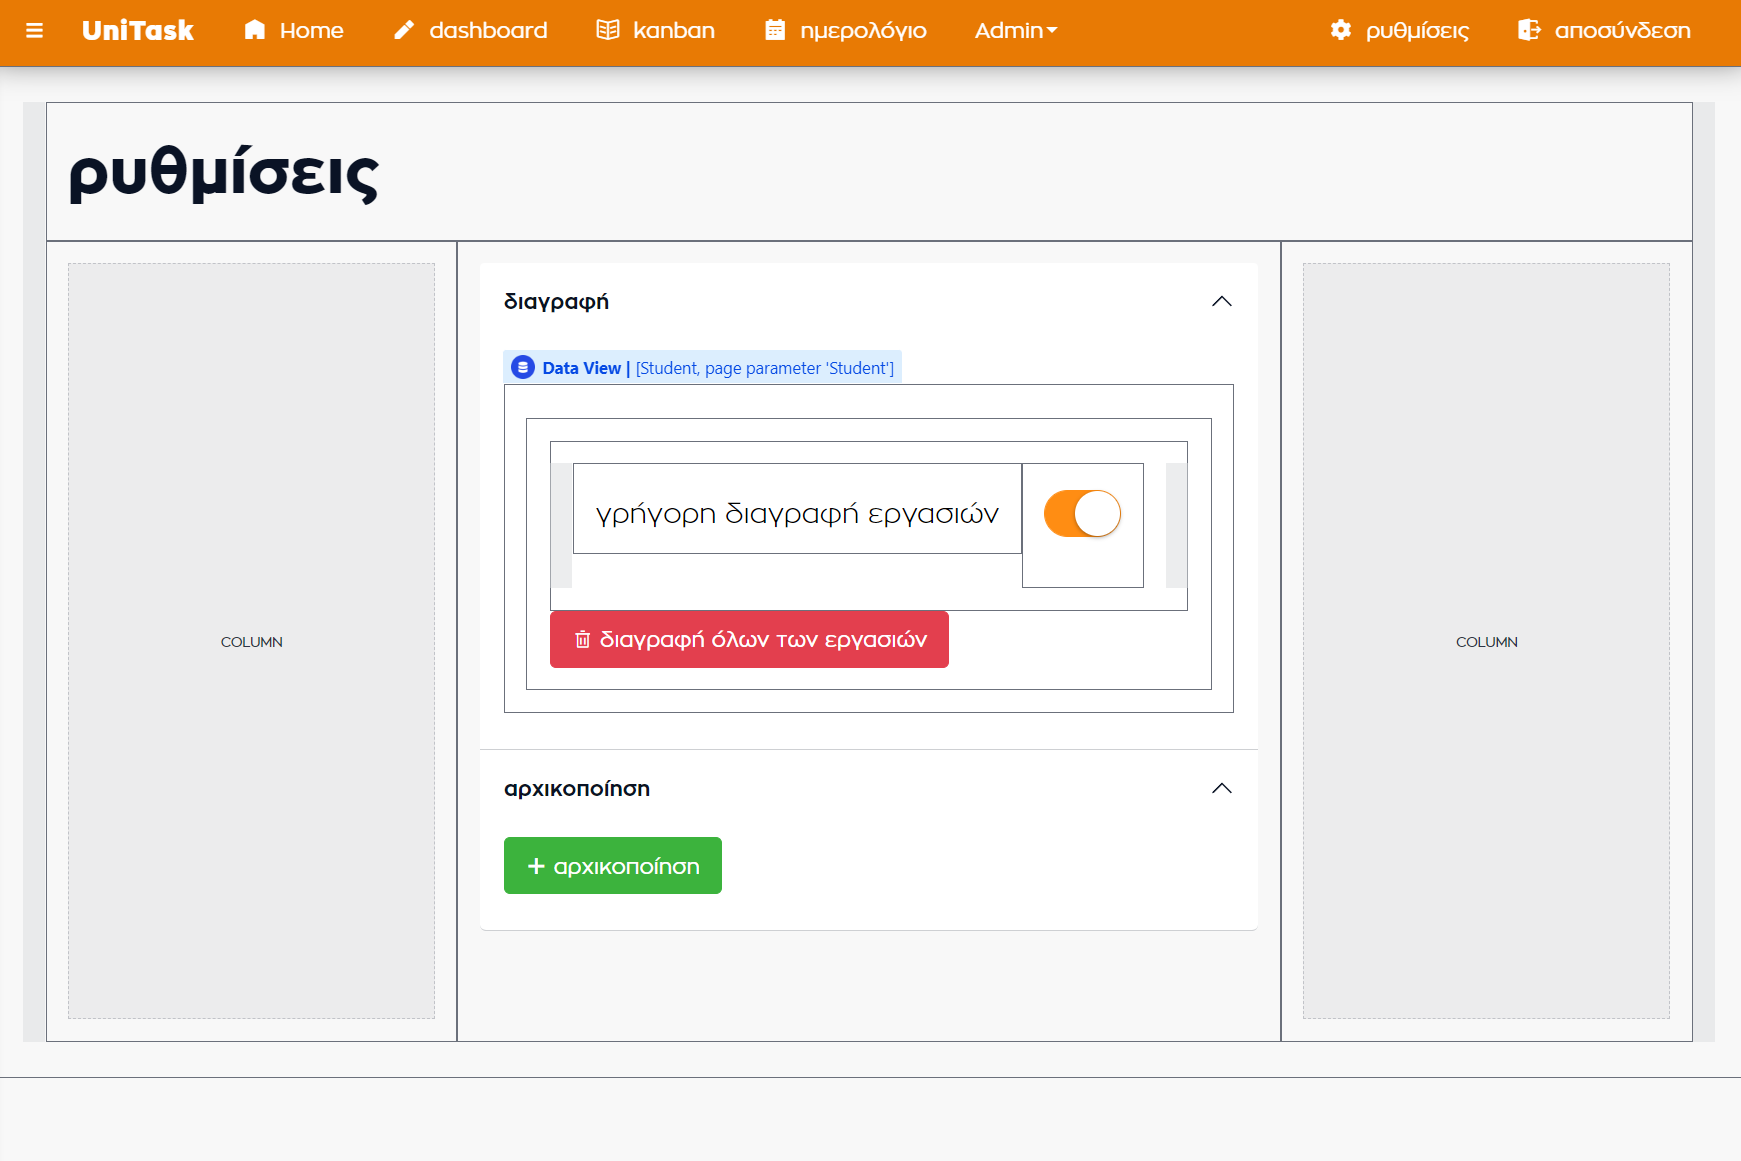 UniTask Home dashboard kanban ημερολόγιο Admin ρυθμίσεις αποσύνδεση
ρυθμίσεις
διαγραφή
Data View | [Student, page parameter 'Student']
γρήγορη διαγραφή εργασιών
διαγραφή όλων των εργασιών
COLUMN
COLUMN
αρχικοποίηση
αρχικοποίηση